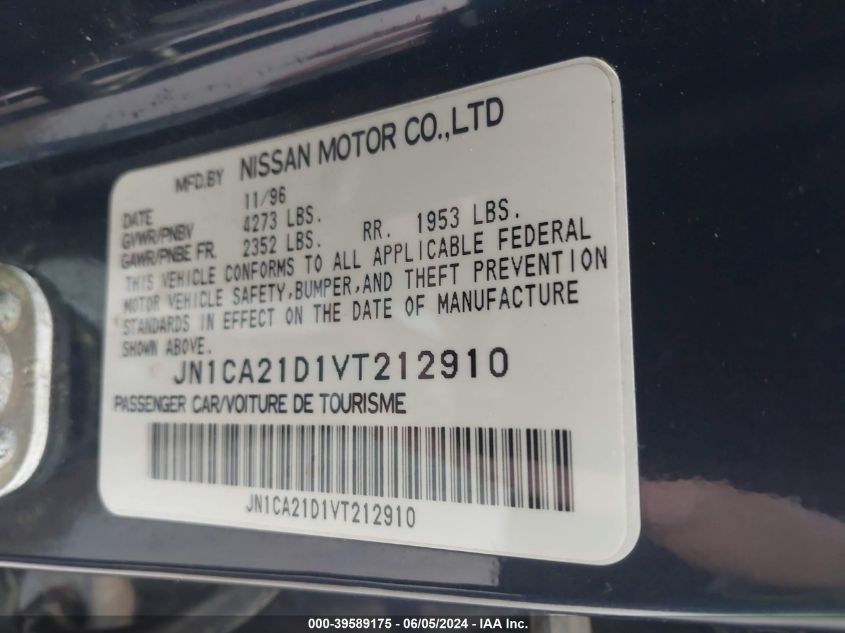 MFD.BY NISSAN MOTOR CO.,LTD
DATE 11/96
GVWR/PNBV 4273 LBS.
GAWR/PNBE FR. 2352 LBS. RR. 1953 LBS.
THIS VEHICLE CONFORMS TO ALL APPLICABLE FEDERAL
MOTOR VEHICLE SAFETY,BUMPER,AND THEFT PREVENTION
STANDARDS IN EFFECT ON THE DATE OF MANUFACTURE
SHOWN ABOVE.
JN1CA21D1VT212910
PASSENGER CAR/VOITURE DE TOURISME
JN1CA21D1VT212910
000-39589175 - 06/05/2024 - IAA Inc.